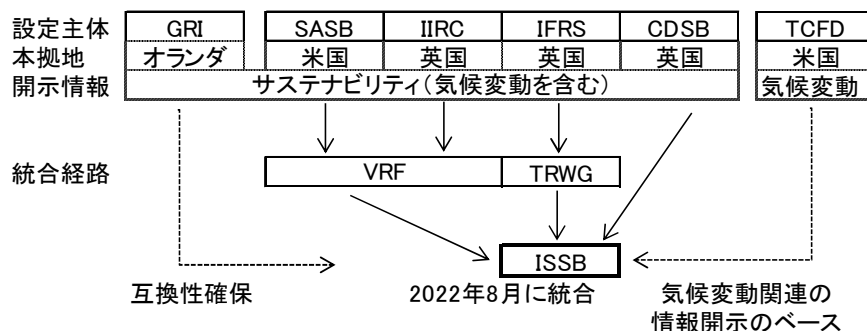 設定主体 GRI SASB IIRC IFRS CDSB TCFD
本拠地 オランダ 米国 英国 英国 英国 米国
開示情報 サステナビリティ(気候変動を含む) 気候変動
統合経路 VRF TRWG
ISSB
互換性確保 2022年8月に統合 気候変動関連の
情報開示のベース